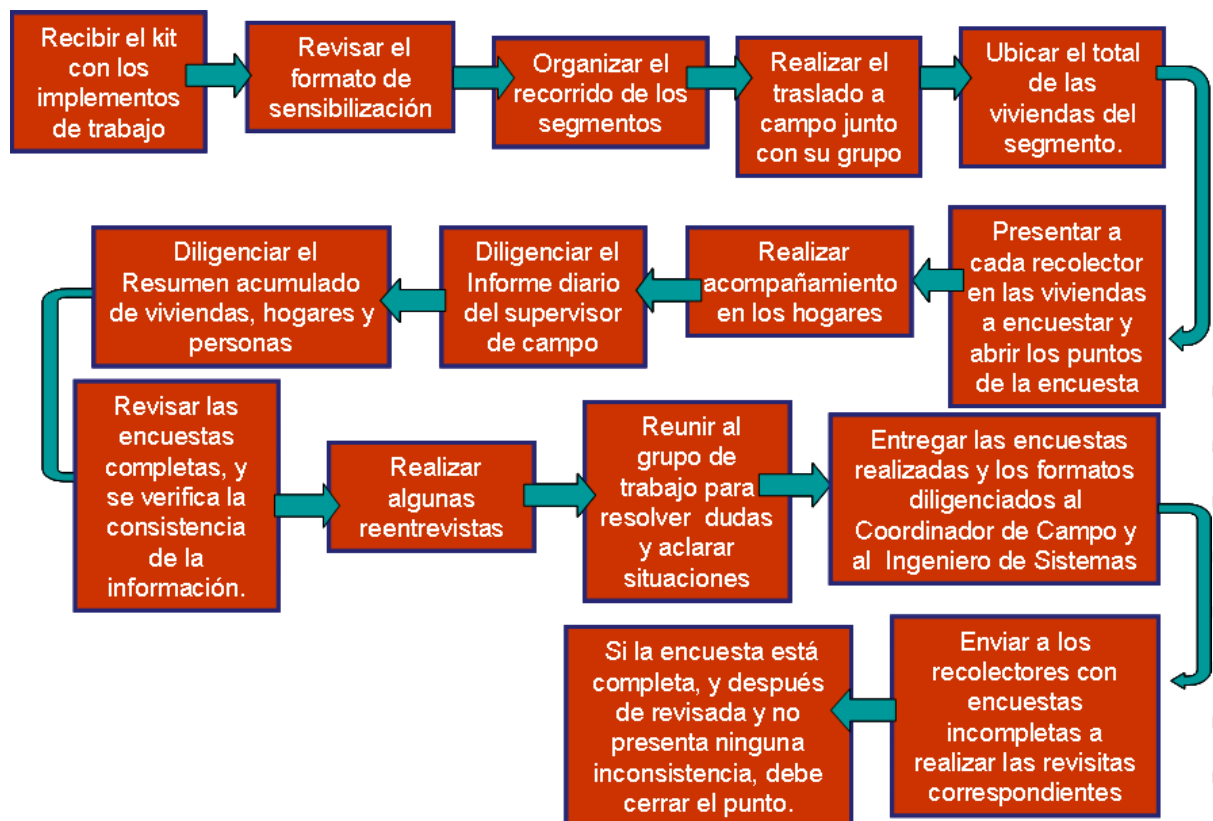 Recibir el kit
con los
implementos
de trabajo
Revisar el
formato de
sensibilización
Organizar el
recorrido de los
segmentos
Realizar el
traslado a
campo junto
con su grupo
Ubicar el total
de las
viviendas del
segmento.
Presentar a
cada recolector
en las viviendas
a encuestar y
abrir los puntos
de la encuesta
Realizar
acompañamiento
en los hogares
Diligenciar el
Informe diario
del supervisor
de campo
Diligenciar el
Resumen acumulado
de viviendas, hogares y
personas
Revisar las
encuestas
completas, y
se verifica la
consistencia
de la
información.
Realizar
algunas
reentrevistas
Reunir al
grupo de
trabajo para
resolver dudas
y aclarar
situaciones
Entregar las encuestas
realizadas y los formatos
diligenciados al
Coordinador de Campo y
al Ingeniero de Sistemas
Enviar a los
recolectores con
encuestas
incompletas a
realizar las revisitas
correspondientes
Si la encuesta está
completa, y después
de revisada y no
presenta ninguna
inconsistencia, debe
cerrar el punto.